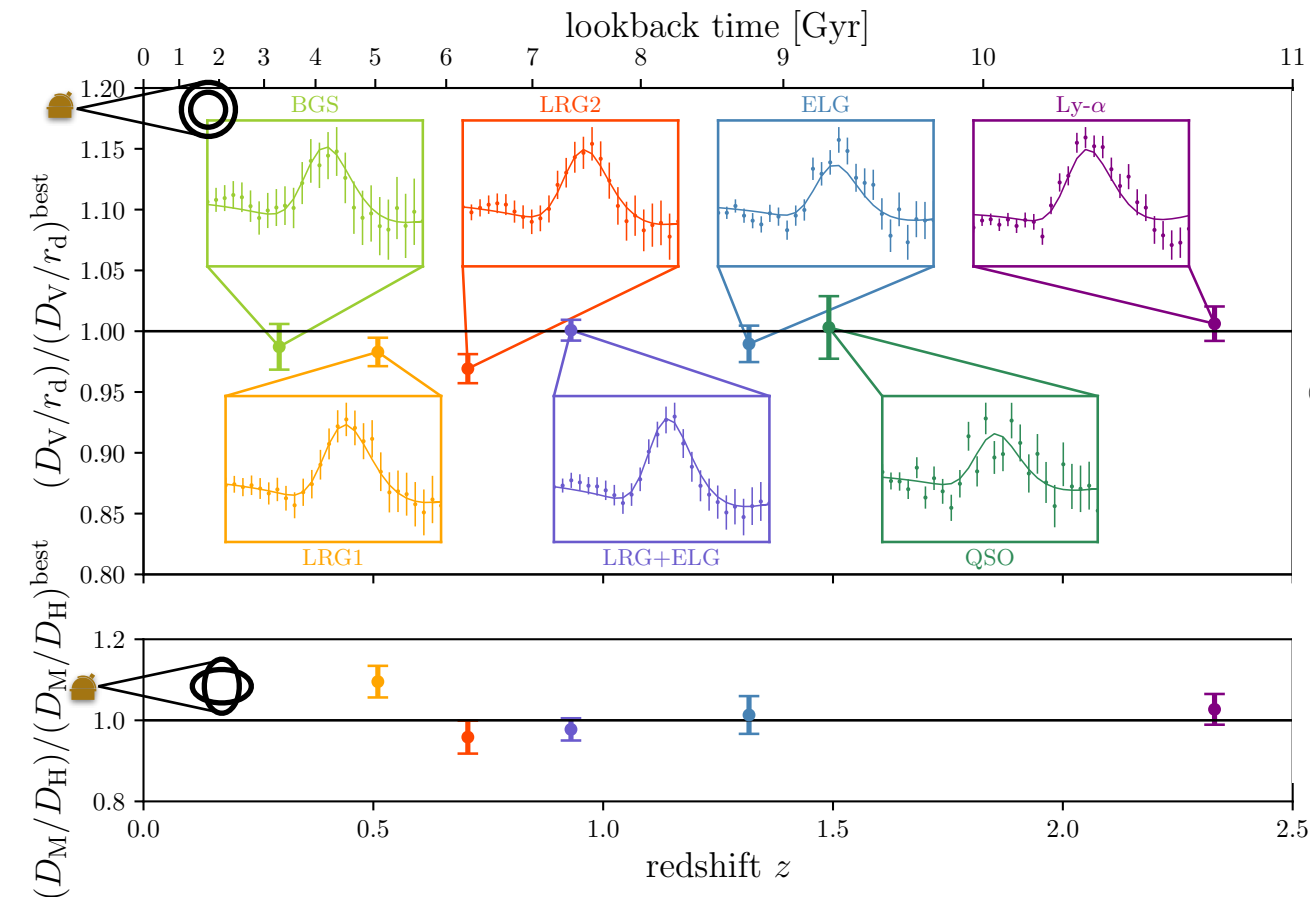 lookback time [Gyr]
0 1 2 3 4 5 6 7 8 9 10 11
(D_V/r_d)/(D_V/r_d)^best
1.20
1.15
1.10
1.05
1.00
0.95
0.90
0.85
0.80
BGS LRG2 ELG Ly-α
LRG1 LRG+ELG QSO
(D_M/D_H)/(D_M/D_H)^best
1.2
1.0
0.8
0.0 0.5 1.0 1.5 2.0 2.5
redshift z